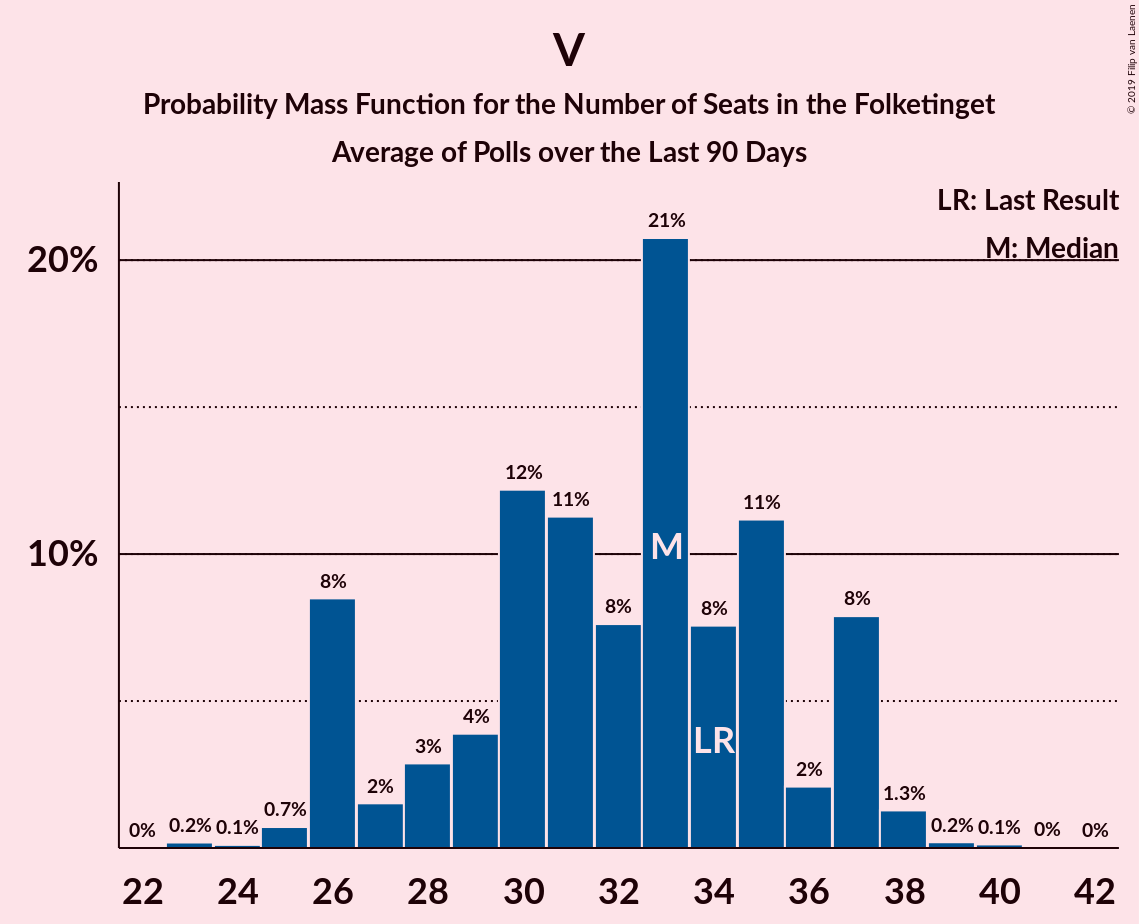 V
Probability Mass Function for the Number of Seats in the Folketinget
Average of Polls over the Last 90 Days
© 2019 Filip van Laenen
LR: Last Result
M: Median
20%
10%
0%
0.2%
0.1%
0.7%
8%
2%
3%
4%
12%
11%
8%
21%
8%
11%
2%
8%
1.3%
0.2%
0.1%
0%
0%
M
LR
22 24 26 28 30 32 34 36 38 40 42